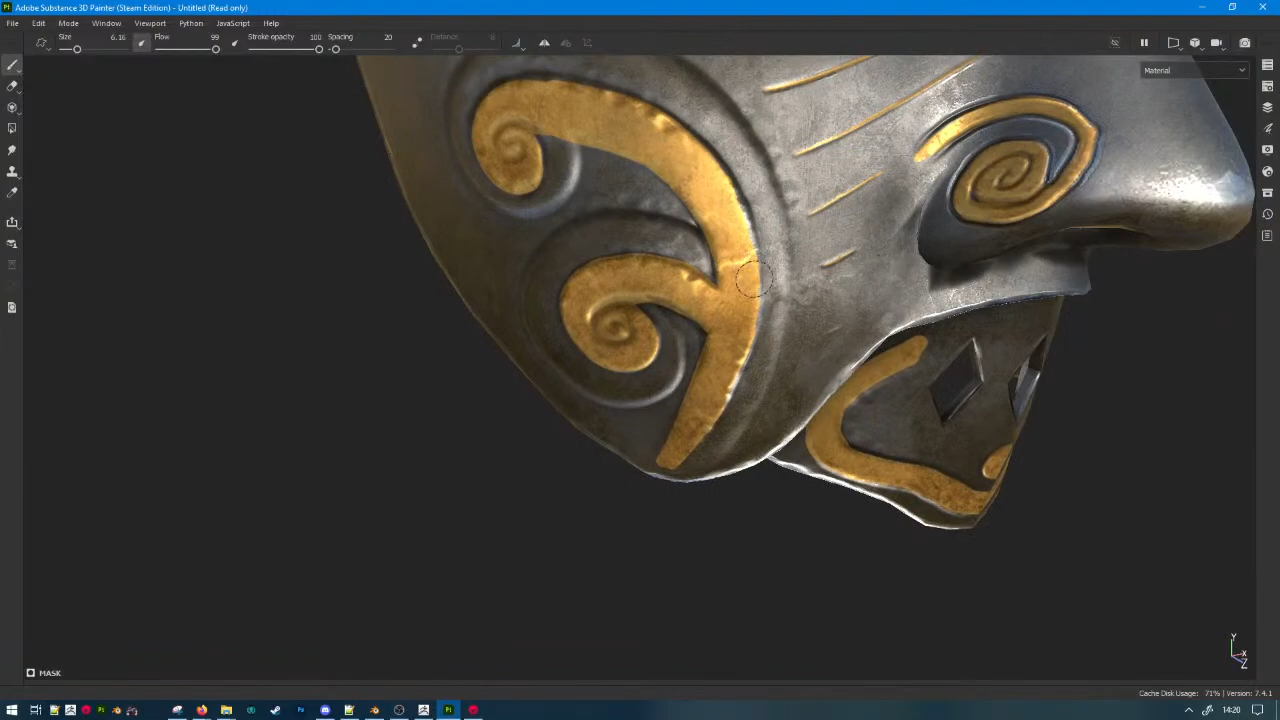 Adobe Substance 3D Painter (Steam Edition) - Untitled (Read only)
File Edit Mode Window Viewport Python JavaScript Help
Size 6.16 Flow 99 Stroke opacity 100 Spacing 20 Distance 8
Material
Y
X
Z
MASK
Cache Disk Usage: 71% | Version: 7.4.1
14:20